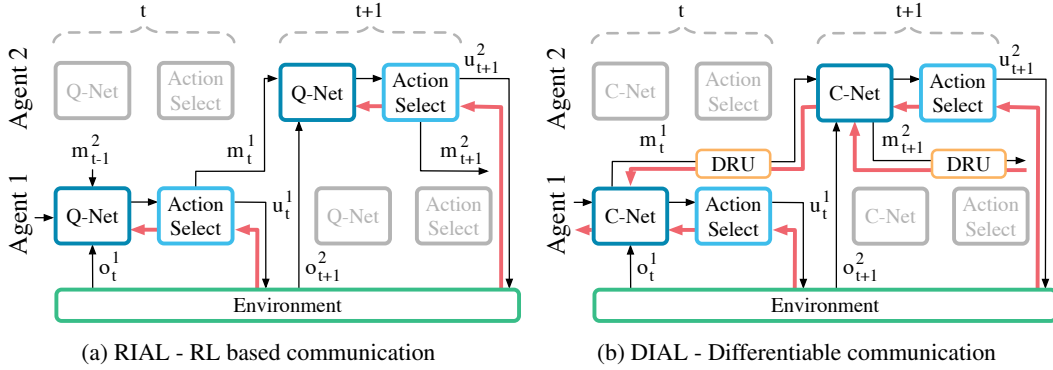 t
t+1
Agent 2
Q-Net
Action
Select
Q-Net
Action
Select
u²ₜ₊₁
m²ₜ₋₁
m¹ₜ
m²ₜ₊₁
Agent 1
Q-Net
Action
Select
u¹ₜ
Q-Net
Action
Select
o¹ₜ
o²ₜ₊₁
Environment
(a) RIAL - RL based communication
t
t+1
Agent 2
C-Net
Action
Select
C-Net
Action
Select
u²ₜ₊₁
m¹ₜ
m²ₜ₊₁
DRU
DRU
Agent 1
C-Net
Action
Select
u¹ₜ
C-Net
Action
Select
o¹ₜ
o²ₜ₊₁
Environment
(b) DIAL - Differentiable communication